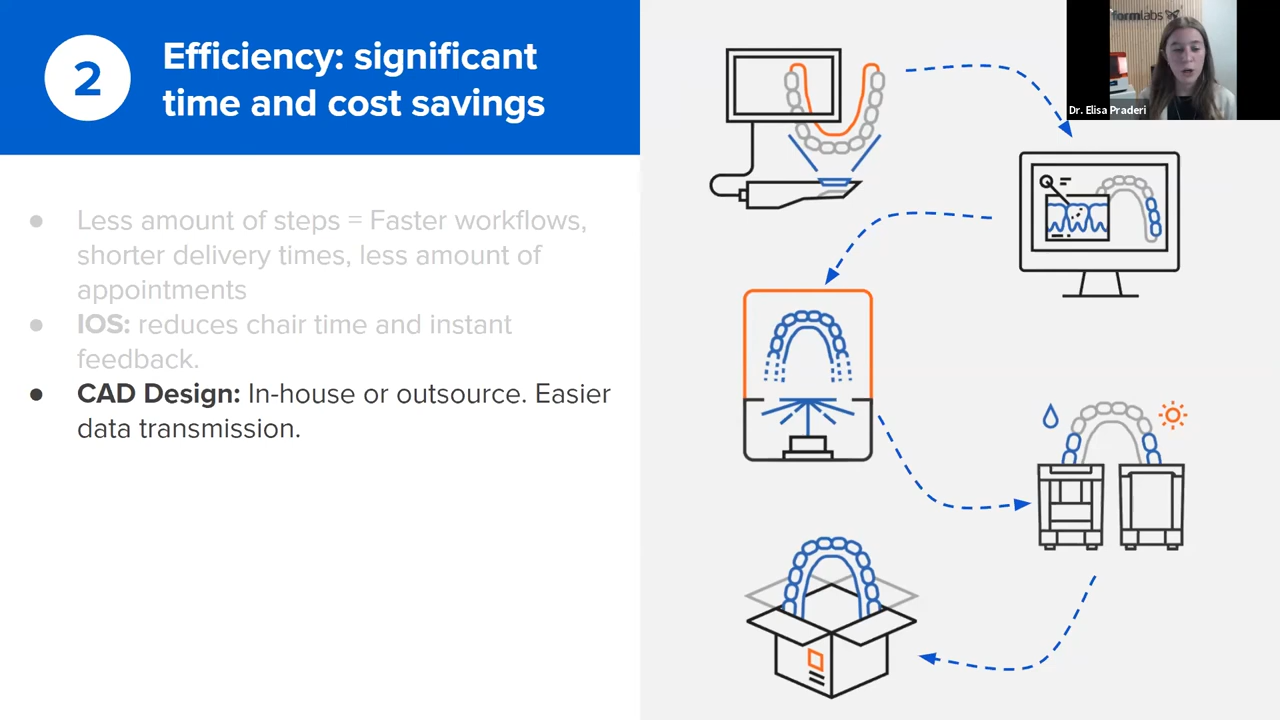 2
Efficiency: significant
time and cost savings
● Less amount of steps = Faster workflows,
shorter delivery times, less amount of
appointments
● IOS: reduces chair time and instant
feedback.
● CAD Design: In-house or outsource. Easier
data transmission.
formlabs
Dr. Elisa Praderi